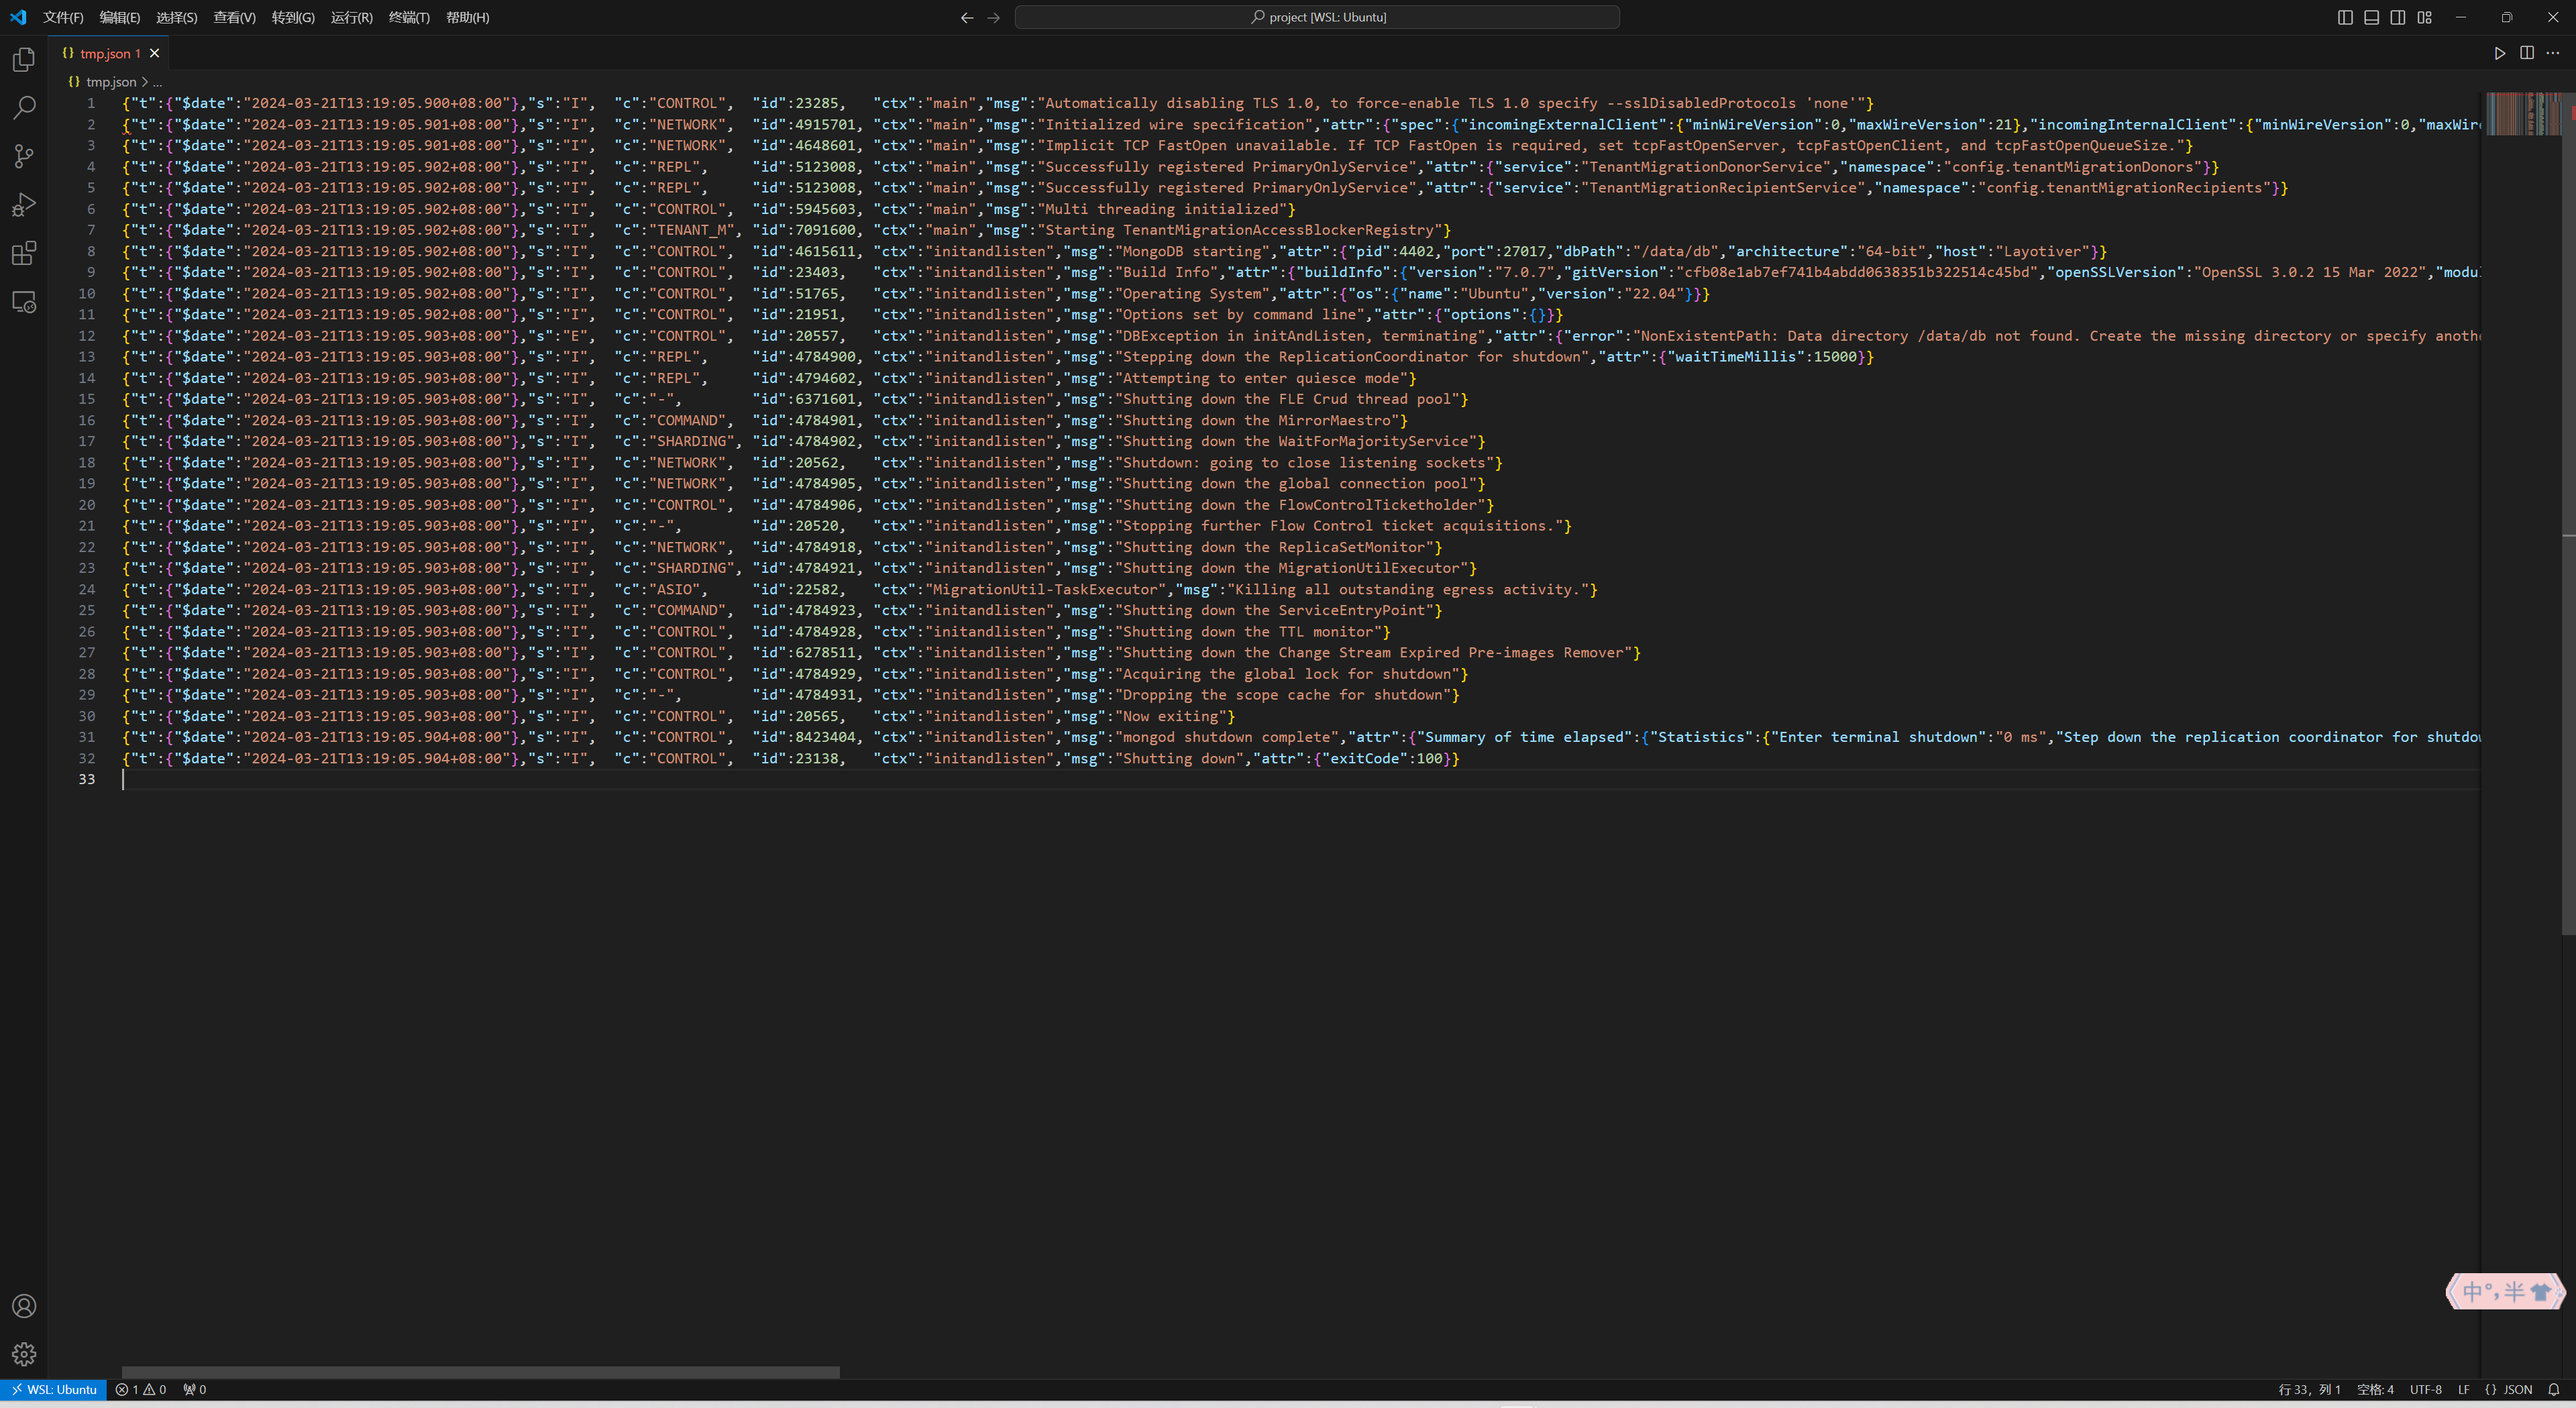 文件(F) 编辑(E) 选择(S) 查看(V) 转到(G) 运行(R) 终端(T) 帮助(H) project [WSL: Ubuntu]
{} tmp.json 1
{} tmp.json > ...
1 {"t":{"$date":"2024-03-21T13:19:05.900+08:00"},"s":"I", "c":"CONTROL", "id":23285, "ctx":"main","msg":"Automatically disabling TLS 1.0, to force-enable TLS 1.0 specify --sslDisabledProtocols 'none'"}
2 {"t":{"$date":"2024-03-21T13:19:05.901+08:00"},"s":"I", "c":"NETWORK", "id":4915701, "ctx":"main","msg":"Initialized wire specification","attr":{"spec":{"incomingExternalClient":{"minWireVersion":0,"maxWireVersion":21},"incomingInternalClient":{"minWireVersion":0,"maxWir
3 {"t":{"$date":"2024-03-21T13:19:05.901+08:00"},"s":"I", "c":"NETWORK", "id":4648601, "ctx":"main","msg":"Implicit TCP FastOpen unavailable. If TCP FastOpen is required, set tcpFastOpenServer, tcpFastOpenClient, and tcpFastOpenQueueSize."}
4 {"t":{"$date":"2024-03-21T13:19:05.902+08:00"},"s":"I", "c":"REPL", "id":5123008, "ctx":"main","msg":"Successfully registered PrimaryOnlyService","attr":{"service":"TenantMigrationDonorService","namespace":"config.tenantMigrationDonors"}}
5 {"t":{"$date":"2024-03-21T13:19:05.902+08:00"},"s":"I", "c":"REPL", "id":5123008, "ctx":"main","msg":"Successfully registered PrimaryOnlyService","attr":{"service":"TenantMigrationRecipientService","namespace":"config.tenantMigrationRecipients"}}
6 {"t":{"$date":"2024-03-21T13:19:05.902+08:00"},"s":"I", "c":"CONTROL", "id":5945603, "ctx":"main","msg":"Multi threading initialized"}
7 {"t":{"$date":"2024-03-21T13:19:05.902+08:00"},"s":"I", "c":"TENANT_M", "id":7091600, "ctx":"main","msg":"Starting TenantMigrationAccessBlockerRegistry"}
8 {"t":{"$date":"2024-03-21T13:19:05.902+08:00"},"s":"I", "c":"CONTROL", "id":4615611, "ctx":"initandlisten","msg":"MongoDB starting","attr":{"pid":4402,"port":27017,"dbPath":"/data/db","architecture":"64-bit","host":"Layotiver"}}
9 {"t":{"$date":"2024-03-21T13:19:05.902+08:00"},"s":"I", "c":"CONTROL", "id":23403, "ctx":"initandlisten","msg":"Build Info","attr":{"buildInfo":{"version":"7.0.7","gitVersion":"cfb08e1ab7ef741b4abdd0638351b322514c45bd","openSSLVersion":"OpenSSL 3.0.2 15 Mar 2022","modu
10 {"t":{"$date":"2024-03-21T13:19:05.902+08:00"},"s":"I", "c":"CONTROL", "id":51765, "ctx":"initandlisten","msg":"Operating System","attr":{"os":{"name":"Ubuntu","version":"22.04"}}}
11 {"t":{"$date":"2024-03-21T13:19:05.902+08:00"},"s":"I", "c":"CONTROL", "id":21951, "ctx":"initandlisten","msg":"Options set by command line","attr":{"options":{}}}
12 {"t":{"$date":"2024-03-21T13:19:05.903+08:00"},"s":"E", "c":"CONTROL", "id":20557, "ctx":"initandlisten","msg":"DBException in initAndListen, terminating","attr":{"error":"NonExistentPath: Data directory /data/db not found. Create the missing directory or specify anoth
13 {"t":{"$date":"2024-03-21T13:19:05.903+08:00"},"s":"I", "c":"REPL", "id":4784900, "ctx":"initandlisten","msg":"Stepping down the ReplicationCoordinator for shutdown","attr":{"waitTimeMillis":15000}}
14 {"t":{"$date":"2024-03-21T13:19:05.903+08:00"},"s":"I", "c":"REPL", "id":4794602, "ctx":"initandlisten","msg":"Attempting to enter quiesce mode"}
15 {"t":{"$date":"2024-03-21T13:19:05.903+08:00"},"s":"I", "c":"-", "id":6371601, "ctx":"initandlisten","msg":"Shutting down the FLE Crud thread pool"}
16 {"t":{"$date":"2024-03-21T13:19:05.903+08:00"},"s":"I", "c":"COMMAND", "id":4784901, "ctx":"initandlisten","msg":"Shutting down the MirrorMaestro"}
17 {"t":{"$date":"2024-03-21T13:19:05.903+08:00"},"s":"I", "c":"SHARDING", "id":4784902, "ctx":"initandlisten","msg":"Shutting down the WaitForMajorityService"}
18 {"t":{"$date":"2024-03-21T13:19:05.903+08:00"},"s":"I", "c":"NETWORK", "id":20562, "ctx":"initandlisten","msg":"Shutdown: going to close listening sockets"}
19 {"t":{"$date":"2024-03-21T13:19:05.903+08:00"},"s":"I", "c":"NETWORK", "id":4784905, "ctx":"initandlisten","msg":"Shutting down the global connection pool"}
20 {"t":{"$date":"2024-03-21T13:19:05.903+08:00"},"s":"I", "c":"CONTROL", "id":4784906, "ctx":"initandlisten","msg":"Shutting down the FlowControlTicketholder"}
21 {"t":{"$date":"2024-03-21T13:19:05.903+08:00"},"s":"I", "c":"-", "id":20520, "ctx":"initandlisten","msg":"Stopping further Flow Control ticket acquisitions."}
22 {"t":{"$date":"2024-03-21T13:19:05.903+08:00"},"s":"I", "c":"NETWORK", "id":4784918, "ctx":"initandlisten","msg":"Shutting down the ReplicaSetMonitor"}
23 {"t":{"$date":"2024-03-21T13:19:05.903+08:00"},"s":"I", "c":"SHARDING", "id":4784921, "ctx":"initandlisten","msg":"Shutting down the MigrationUtilExecutor"}
24 {"t":{"$date":"2024-03-21T13:19:05.903+08:00"},"s":"I", "c":"ASIO", "id":22582, "ctx":"MigrationUtil-TaskExecutor","msg":"Killing all outstanding egress activity."}
25 {"t":{"$date":"2024-03-21T13:19:05.903+08:00"},"s":"I", "c":"COMMAND", "id":4784923, "ctx":"initandlisten","msg":"Shutting down the ServiceEntryPoint"}
26 {"t":{"$date":"2024-03-21T13:19:05.903+08:00"},"s":"I", "c":"CONTROL", "id":4784928, "ctx":"initandlisten","msg":"Shutting down the TTL monitor"}
27 {"t":{"$date":"2024-03-21T13:19:05.903+08:00"},"s":"I", "c":"CONTROL", "id":6278511, "ctx":"initandlisten","msg":"Shutting down the Change Stream Expired Pre-images Remover"}
28 {"t":{"$date":"2024-03-21T13:19:05.903+08:00"},"s":"I", "c":"CONTROL", "id":4784929, "ctx":"initandlisten","msg":"Acquiring the global lock for shutdown"}
29 {"t":{"$date":"2024-03-21T13:19:05.903+08:00"},"s":"I", "c":"-", "id":4784931, "ctx":"initandlisten","msg":"Dropping the scope cache for shutdown"}
30 {"t":{"$date":"2024-03-21T13:19:05.903+08:00"},"s":"I", "c":"CONTROL", "id":20565, "ctx":"initandlisten","msg":"Now exiting"}
31 {"t":{"$date":"2024-03-21T13:19:05.904+08:00"},"s":"I", "c":"CONTROL", "id":8423404, "ctx":"initandlisten","msg":"mongod shutdown complete","attr":{"Summary of time elapsed":{"Statistics":{"Enter terminal shutdown":"0 ms","Step down the replication coordinator for shutdo
32 {"t":{"$date":"2024-03-21T13:19:05.904+08:00"},"s":"I", "c":"CONTROL", "id":23138, "ctx":"initandlisten","msg":"Shutting down","attr":{"exitCode":100}}
33
中°, 半
WSL: Ubuntu 1 0 0 行 33，列 1 空格: 4 UTF-8 LF {} JSON